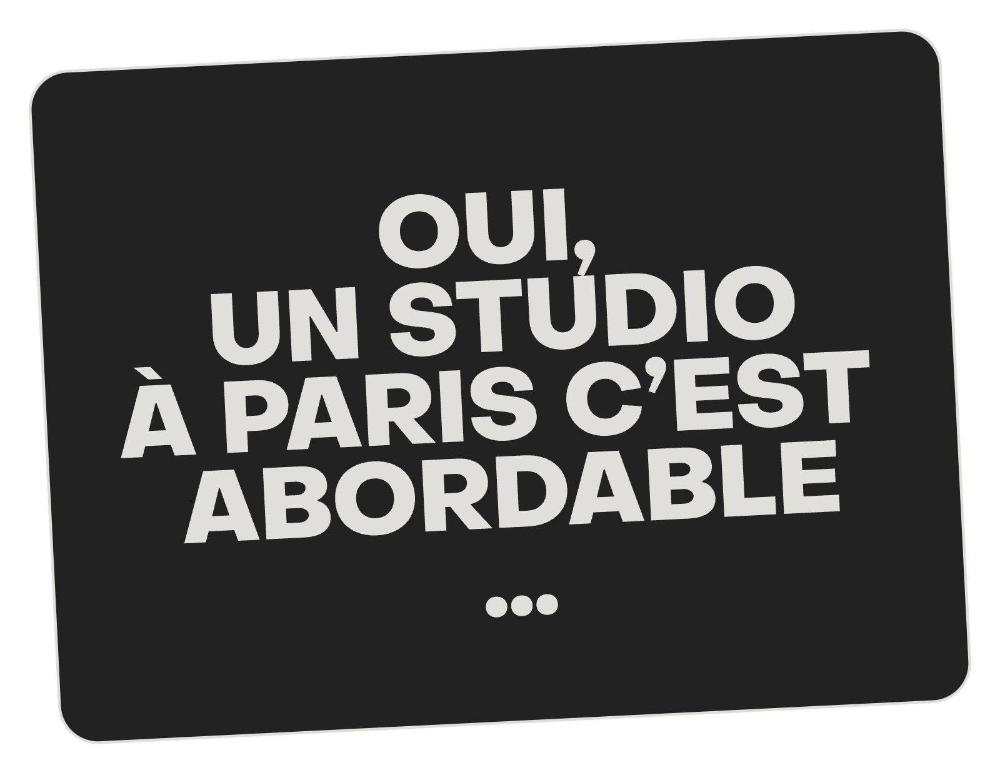 OUI,
UN STUDIO
À PARIS C’EST
ABORDABLE
•••